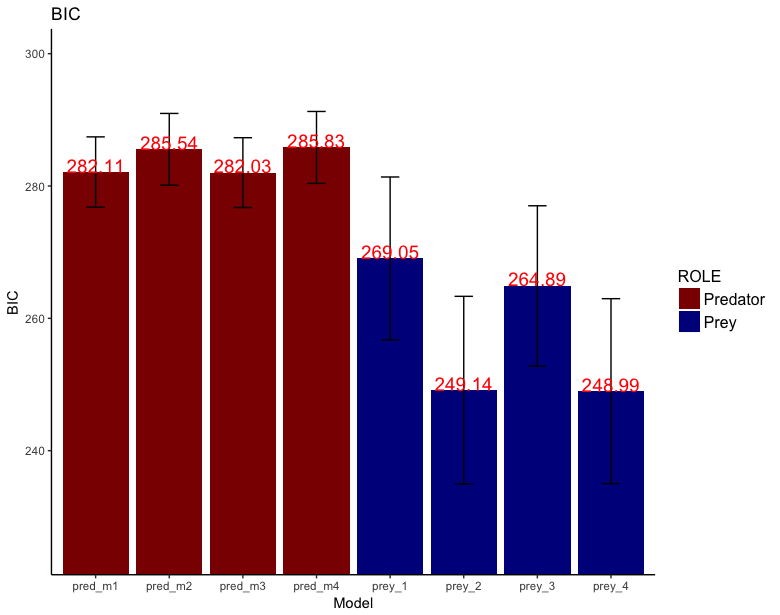 BIC
300
280
260
240
BIC
282.11
285.54
282.03
285.83
269.05
249.14
264.89
248.99
pred_m1 pred_m2 pred_m3 pred_m4 prey_1 prey_2 prey_3 prey_4
Model
ROLE
Predator
Prey